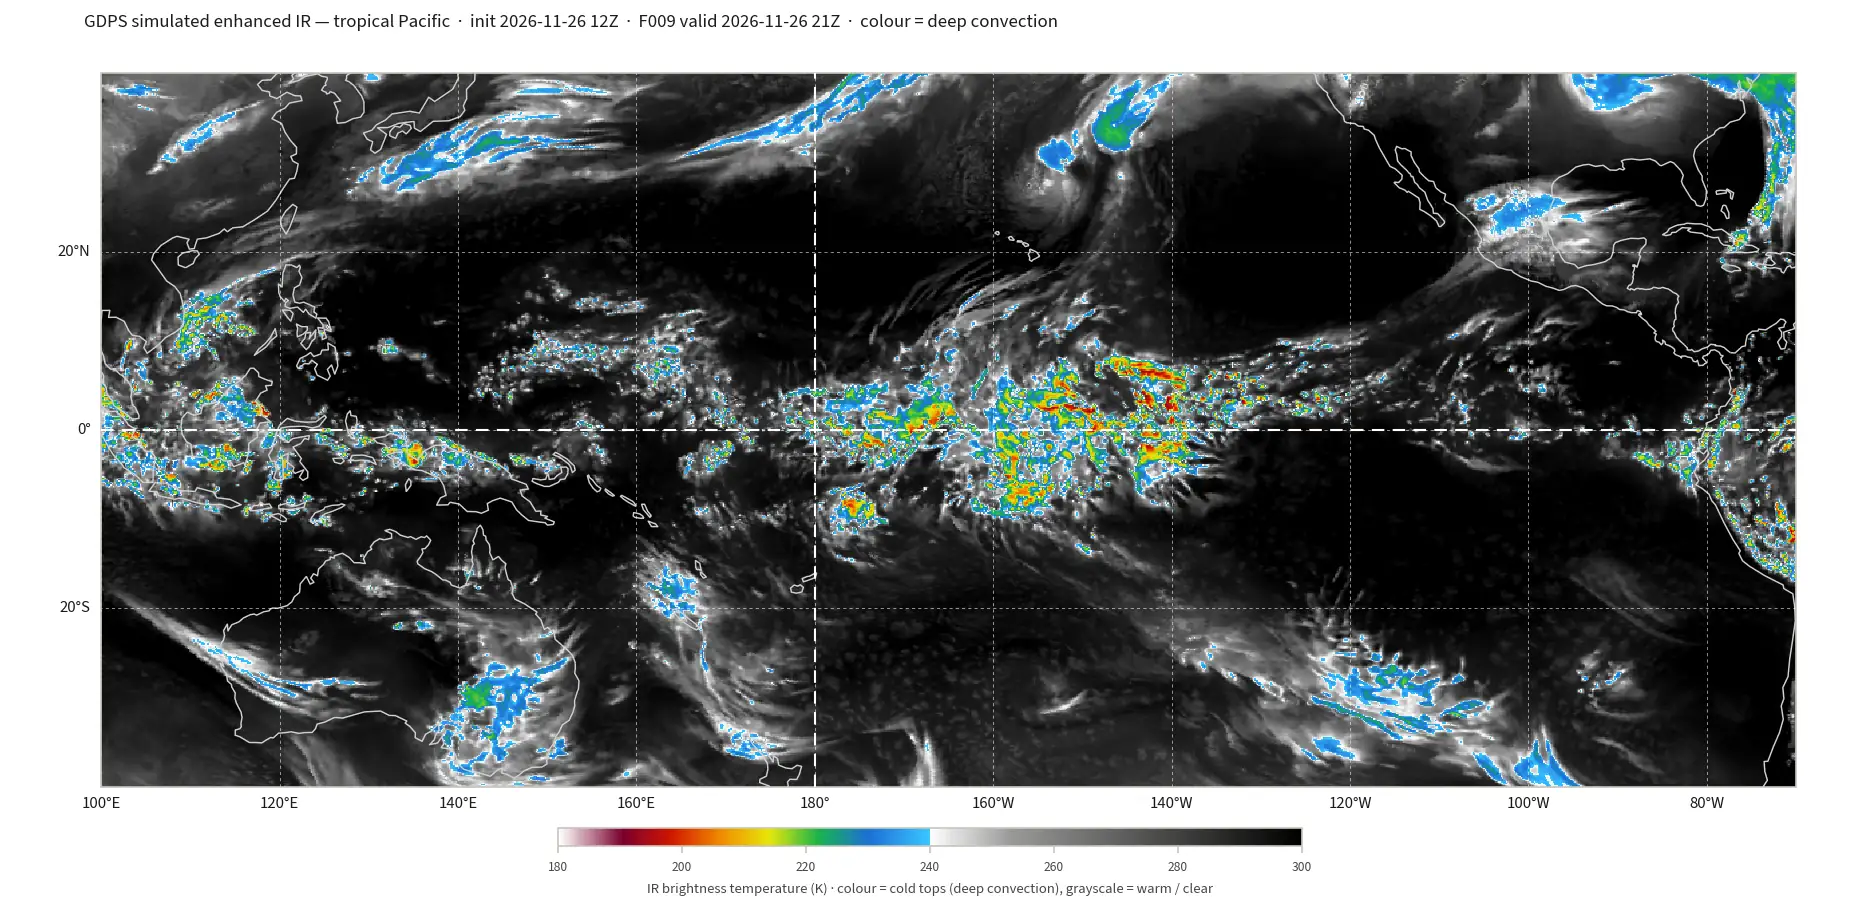 GDPS simulated enhanced IR — tropical Pacific · init 2026-11-26 12Z · F009 valid 2026-11-26 21Z · colour = deep convection
20°N
0°
20°S
100°E 120°E 140°E 160°E 180° 160°W 140°W 120°W 100°W 80°W
180 200 220 240 260 280 300
IR brightness temperature (K) · colour = cold tops (deep convection), grayscale = warm / clear